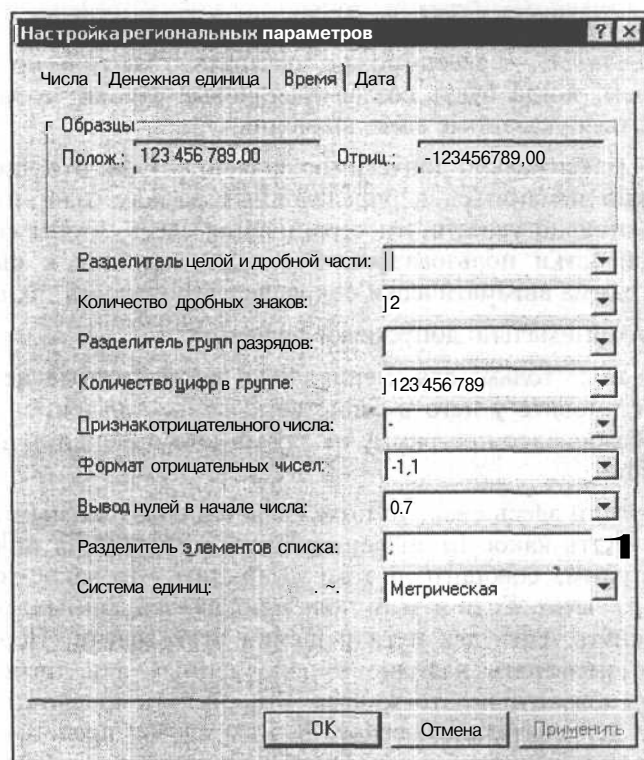 Настройка региональных параметров
Числа | Денежная единица | Время | Дата |
Образцы
Полож.: 123 456 789,00 Отриц.: -123456789,00
Разделитель целой и дробной части:
Количество дробных знаков: 2
Разделитель групп разрядов:
Количество цифр в группе: 123 456 789
Признак отрицательного числа: -
Формат отрицательных чисел: -1,1
Вывод нулей в начале числа: 0.7
Разделитель элементов списка: ;
Система единиц: Метрическая
OK Отмена Применить